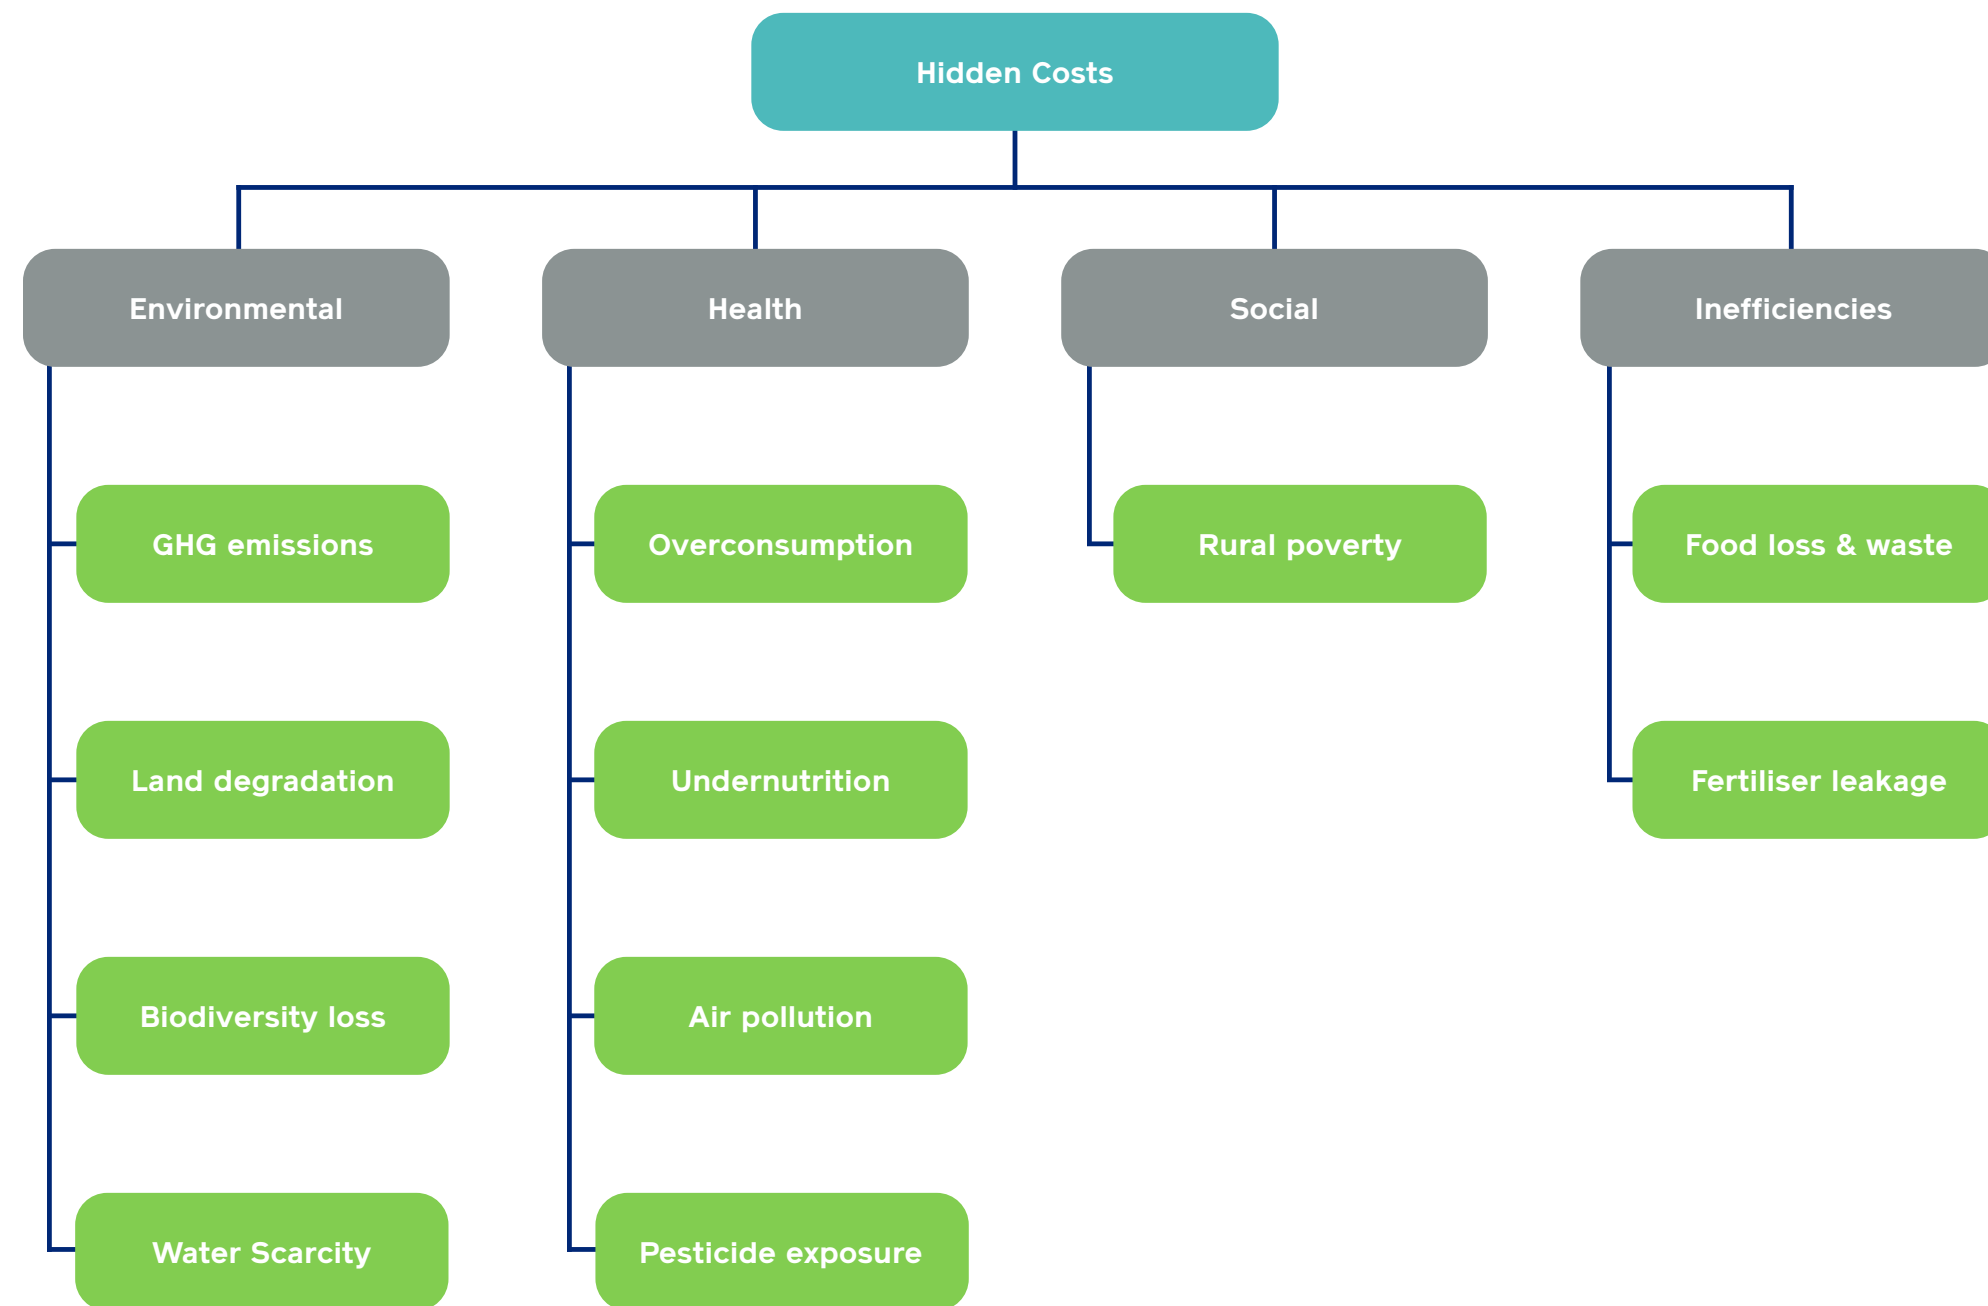 Hidden Costs
Environmental
Health
Social
Inefficiencies
GHG emissions
Overconsumption
Rural poverty
Food loss & waste
Land degradation
Undernutrition
Fertiliser leakage
Biodiversity loss
Air pollution
Water Scarcity
Pesticide exposure